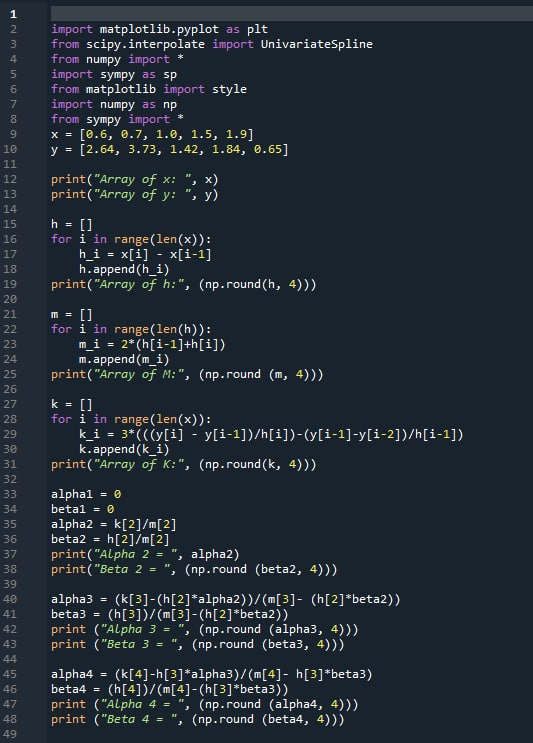 1
2 import matplotlib.pyplot as plt
3 from scipy.interpolate import UnivariateSpline
4 from numpy import *
5 import sympy as sp
6 from matplotlib import style
7 import numpy as np
8 from sympy import *
9 x = [0.6, 0.7, 1.0, 1.5, 1.9]
10 y = [2.64, 3.73, 1.42, 1.84, 0.65]
11
12 print("Array of x: ", x)
13 print("Array of y: ", y)
14
15 h = []
16 for i in range(len(x)):
17     h_i = x[i] - x[i-1]
18     h.append(h_i)
19 print("Array of h:", (np.round(h, 4)))
20
21 m = []
22 for i in range(len(h)):
23     m_i = 2*(h[i-1]+h[i])
24     m.append(m_i)
25 print("Array of M:", (np.round (m, 4)))
26
27 k = []
28 for i in range(len(x)):
29     k_i = 3*(((y[i] - y[i-1])/h[i])-(y[i-1]-y[i-2])/h[i-1])
30     k.append(k_i)
31 print("Array of K:", (np.round(k, 4)))
32
33 alpha1 = 0
34 beta1 = 0
35 alpha2 = k[2]/m[2]
36 beta2 = h[2]/m[2]
37 print("Alpha 2 = ", alpha2)
38 print("Beta 2 = ", (np.round (beta2, 4)))
39
40 alpha3 = (k[3]-(h[2]*alpha2))/(m[3]- (h[2]*beta2))
41 beta3 = (h[3])/(m[3]-(h[2]*beta2))
42 print ("Alpha 3 = ", (np.round (alpha3, 4)))
43 print ("Beta 3 = ", (np.round (beta3, 4)))
44
45 alpha4 = (k[4]-h[3]*alpha3)/(m[4]- h[3]*beta3)
46 beta4 = (h[4])/(m[4]-(h[3]*beta3))
47 print ("Alpha 4 = ", (np.round (alpha4, 4)))
48 print ("Beta 4 = ", (np.round (beta4, 4)))
49